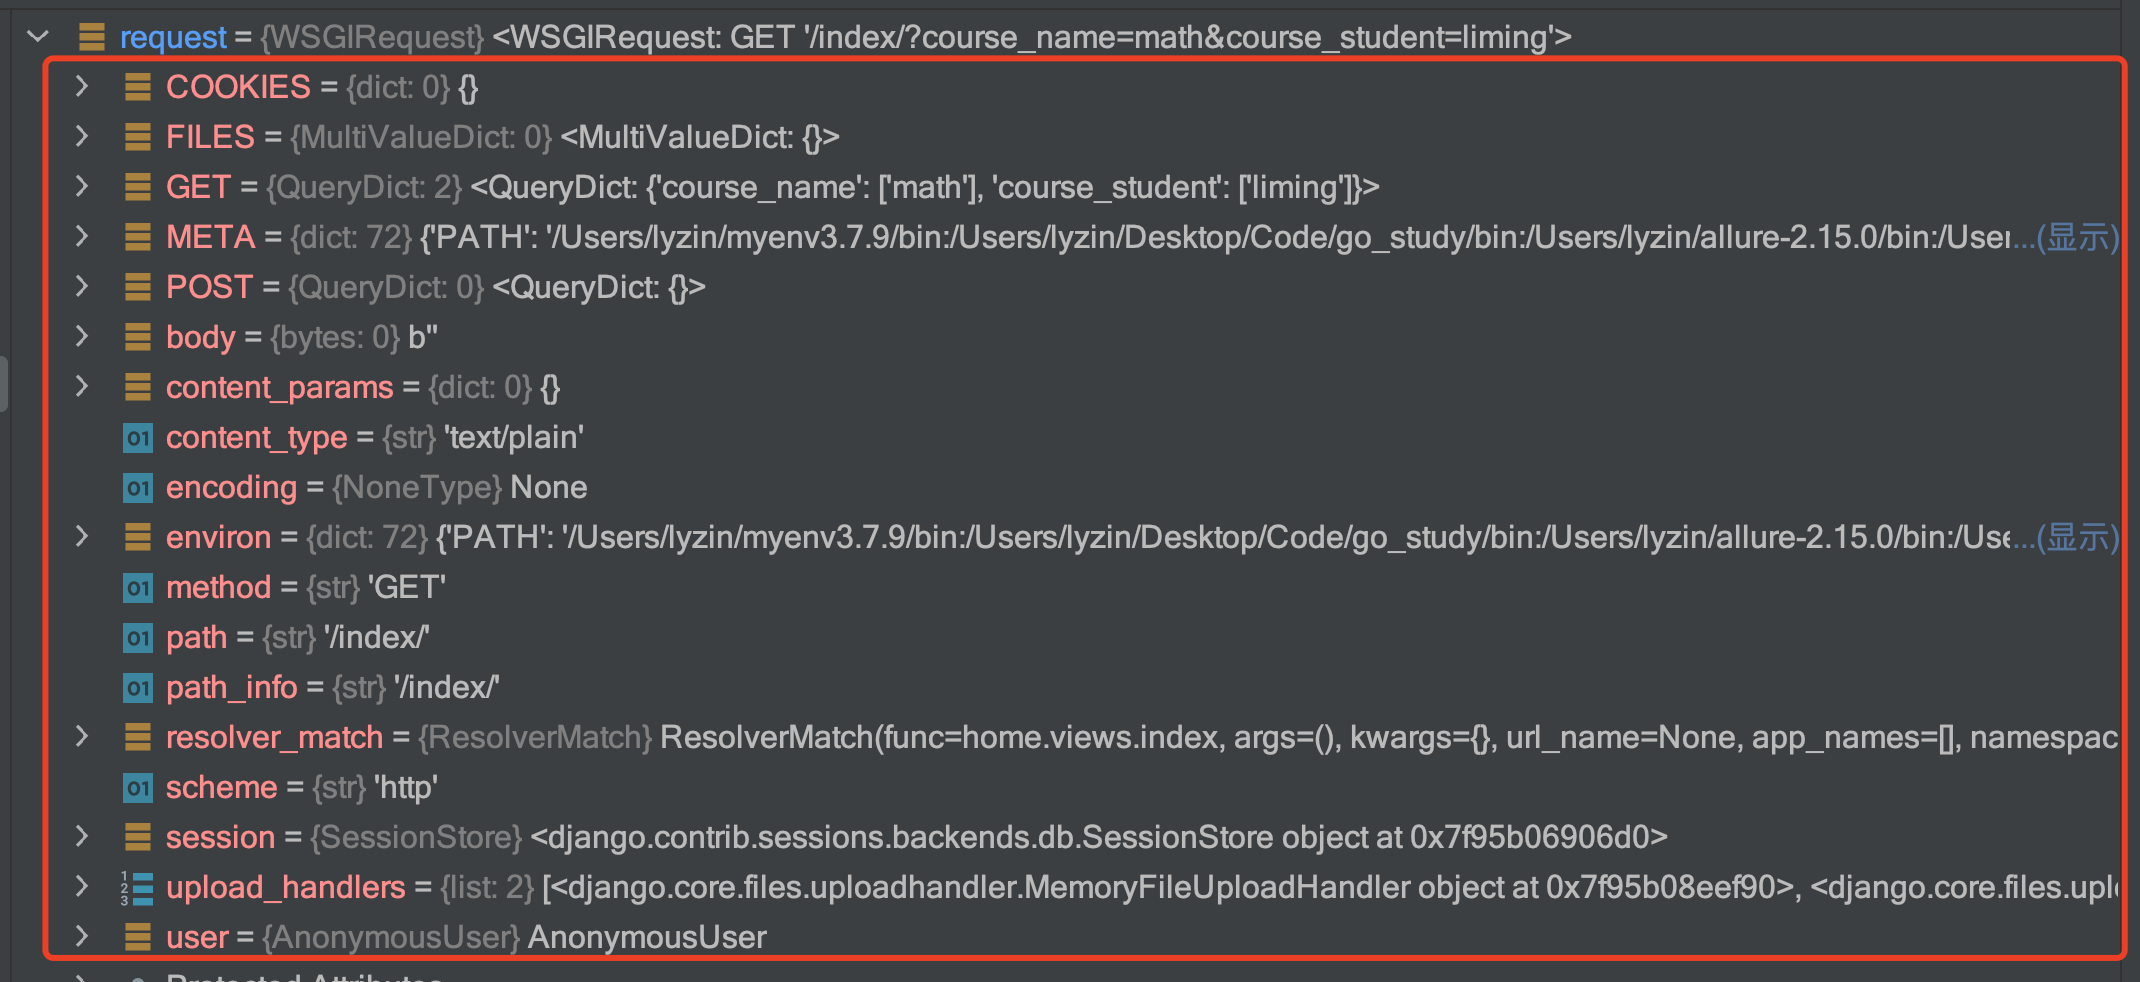 request = {WSGIRequest} <WSGIRequest: GET '/index/?course_name=math&course_student=liming'>
COOKIES = {dict: 0} {}
FILES = {MultiValueDict: 0} <MultiValueDict: {}>
GET = {QueryDict: 2} <QueryDict: {'course_name': ['math'], 'course_student': ['liming']}>
META = {dict: 72} {'PATH': '/Users/lyzin/myenv3.7.9/bin:/Users/lyzin/Desktop/Code/go_study/bin:/Users/lyzin/allure-2.15.0/bin:/User...(显示)
POST = {QueryDict: 0} <QueryDict: {}>
body = {bytes: 0} b''
content_params = {dict: 0} {}
01 content_type = {str} 'text/plain'
01 encoding = {NoneType} None
environ = {dict: 72} {'PATH': '/Users/lyzin/myenv3.7.9/bin:/Users/lyzin/Desktop/Code/go_study/bin:/Users/lyzin/allure-2.15.0/bin:/Use...(显示)
01 method = {str} 'GET'
01 path = {str} '/index/'
01 path_info = {str} '/index/'
resolver_match = {ResolverMatch} ResolverMatch(func=home.views.index, args=(), kwargs={}, url_name=None, app_names=[], namespac
01 scheme = {str} 'http'
session = {SessionStore} <django.contrib.sessions.backends.db.SessionStore object at 0x7f95b06906d0>
123 upload_handlers = {list: 2} [<django.core.files.uploadhandler.MemoryFileUploadHandler object at 0x7f95b08eef90>, <django.core.files.uplo
user = {AnonymousUser} AnonymousUser
Protected Attributes